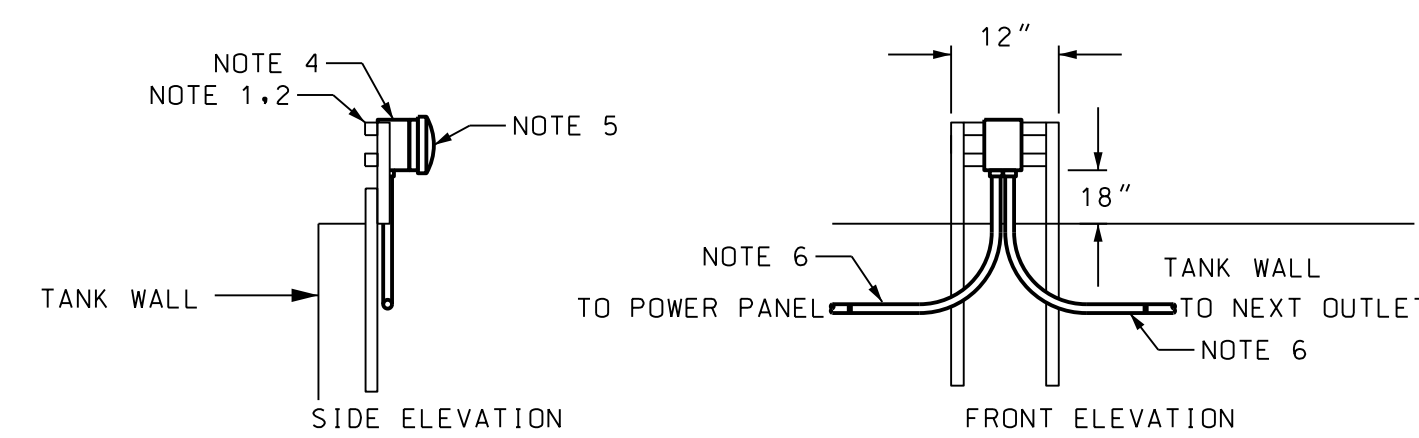 NOTE 4
NOTE 1,2
NOTE 5
TANK WALL
SIDE ELEVATION
12"
18"
NOTE 6
TANK WALL
TO POWER PANEL
TO NEXT OUTLET
NOTE 6
FRONT ELEVATION